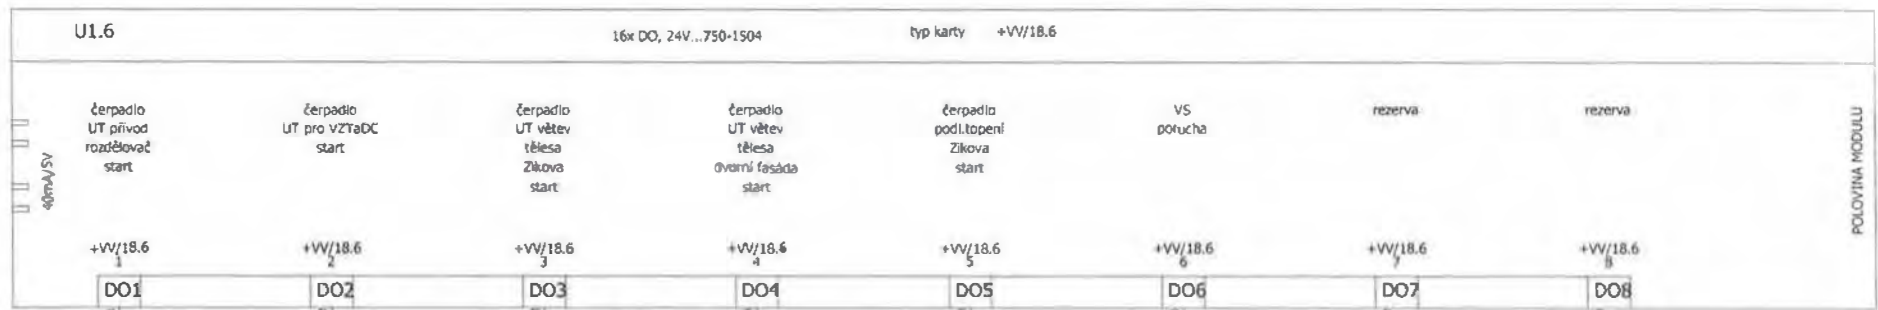 U1.6 16x DO, 24V...750-1504 typ karty +VV/18.6
čerpadlo
UT přívod
rozdělovač
start
čerpadlo
UT pro VZTaDC
start
čerpadlo
UT větev
tělesa
Zikova
start
čerpadlo
UT větev
tělesa
dvorní fasáda
start
čerpadlo
podl.topení
Zikova
start
VS
porucha
rezerva
rezerva
40mA/5V
POLOVINA MODULU
+VV/18.6 +VV/18.6 +VV/18.6 +VV/18.6 +VV/18.6 +VV/18.6 +VV/18.6 +VV/18.6
1 2 3 4 5 6 7 8
DO1 DO2 DO3 DO4 DO5 DO6 DO7 DO8